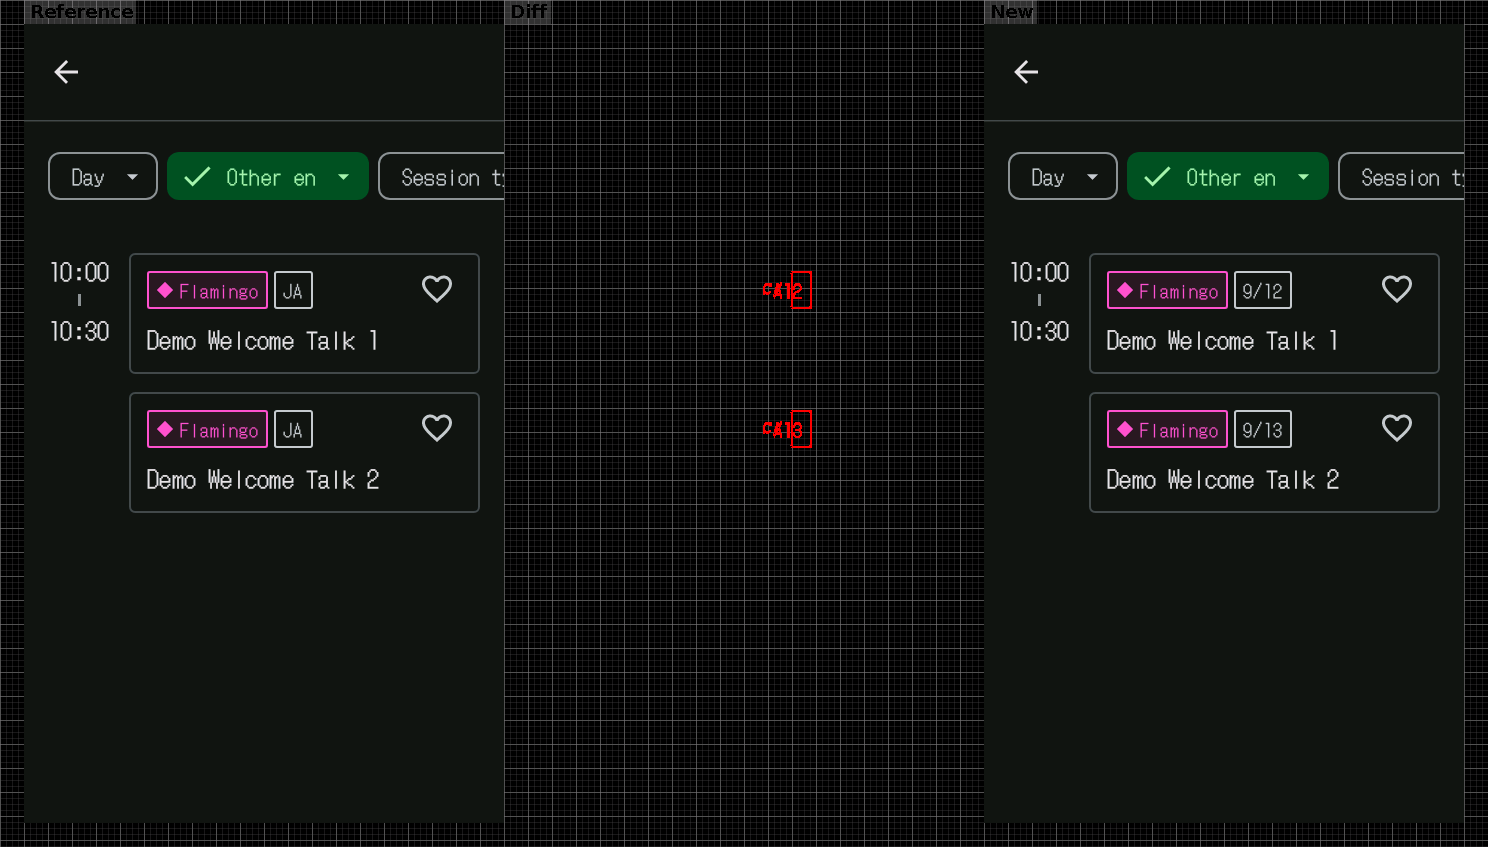 Reference
Diff
New
Day
Other en
Session ty
10:00
10:30
Flamingo
JA
Demo Welcome Talk 1
Flamingo
JA
Demo Welcome Talk 2
Day
Other en
Session ty
10:00
10:30
Flamingo
9/12
Demo Welcome Talk 1
Flamingo
9/13
Demo Welcome Talk 2